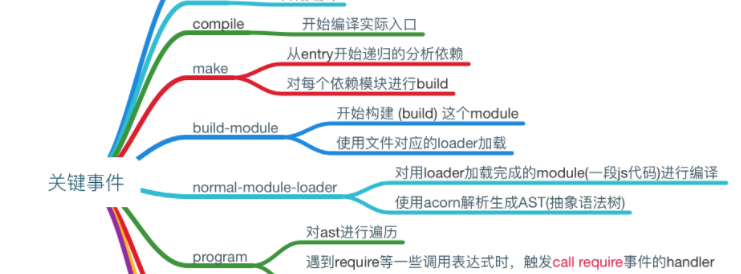 compile
开始编译实际入口
make
从entry开始递归的分析依赖
对每个依赖模块进行build
build-module
开始构建 (build) 这个module
使用文件对应的loader加载
关键事件
normal-module-loader
对用loader加载完成的module(一段js代码)进行编译
使用acorn解析生成AST(抽象语法树)
program
对ast进行遍历
遇到require等一些调用表达式时，触发call require事件的handler